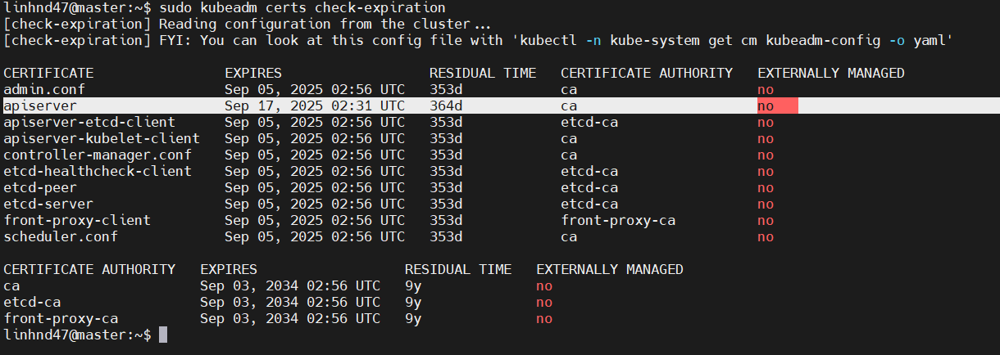 linhnd47@master:~$ sudo kubeadm certs check-expiration
[check-expiration] Reading configuration from the cluster...
[check-expiration] FYI: You can look at this config file with 'kubectl -n kube-system get cm kubeadm-config -o yaml'
CERTIFICATE EXPIRES RESIDUAL TIME CERTIFICATE AUTHORITY EXTERNALLY MANAGED
admin.conf Sep 05, 2025 02:56 UTC 353d ca no
apiserver Sep 17, 2025 02:31 UTC 364d ca no
apiserver-etcd-client Sep 05, 2025 02:56 UTC 353d etcd-ca no
apiserver-kubelet-client Sep 05, 2025 02:56 UTC 353d ca no
controller-manager.conf Sep 05, 2025 02:56 UTC 353d ca no
etcd-healthcheck-client Sep 05, 2025 02:56 UTC 353d etcd-ca no
etcd-peer Sep 05, 2025 02:56 UTC 353d etcd-ca no
etcd-server Sep 05, 2025 02:56 UTC 353d etcd-ca no
front-proxy-client Sep 05, 2025 02:56 UTC 353d front-proxy-ca no
scheduler.conf Sep 05, 2025 02:56 UTC 353d ca no
CERTIFICATE AUTHORITY EXPIRES RESIDUAL TIME EXTERNALLY MANAGED
ca Sep 03, 2034 02:56 UTC 9y no
etcd-ca Sep 03, 2034 02:56 UTC 9y no
front-proxy-ca Sep 03, 2034 02:56 UTC 9y no
linhnd47@master:~$